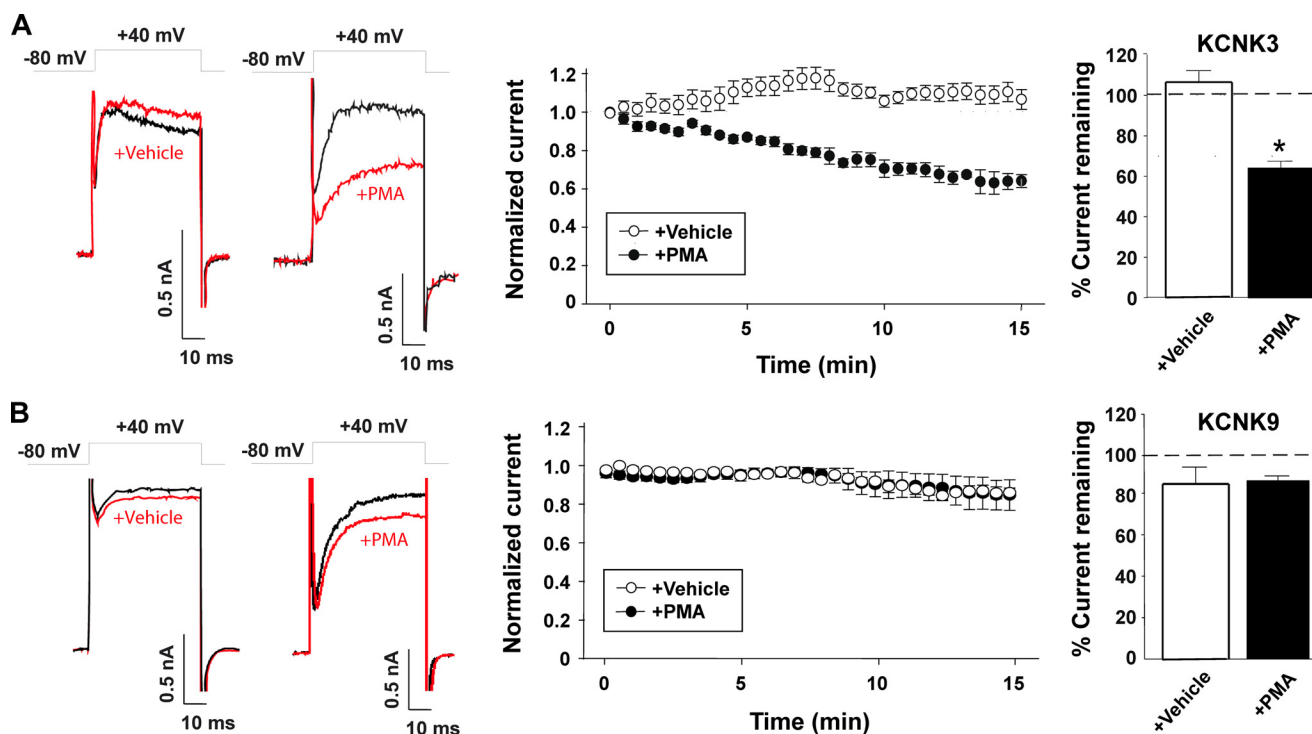 A
+40 mV
-80 mV
+Vehicle
0.5 nA
10 ms
+40 mV
-80 mV
+PMA
0.5 nA
10 ms
Normalized current
1.2
1.0
0.8
0.6
0.4
0.2
0
+Vehicle
+PMA
0
5
10
15
Time (min)
KCNK3
% Current remaining
120
100
80
60
40
20
0
*
+Vehicle
+PMA
B
+40 mV
-80 mV
+Vehicle
0.5 nA
10 ms
+40 mV
-80 mV
+PMA
0.5 nA
10 ms
Normalized current
1.2
1.0
0.8
0.6
0.4
0.2
0
+Vehicle
+PMA
0
5
10
15
Time (min)
KCNK9
% Current remaining
120
100
80
60
40
20
0
+Vehicle
+PMA